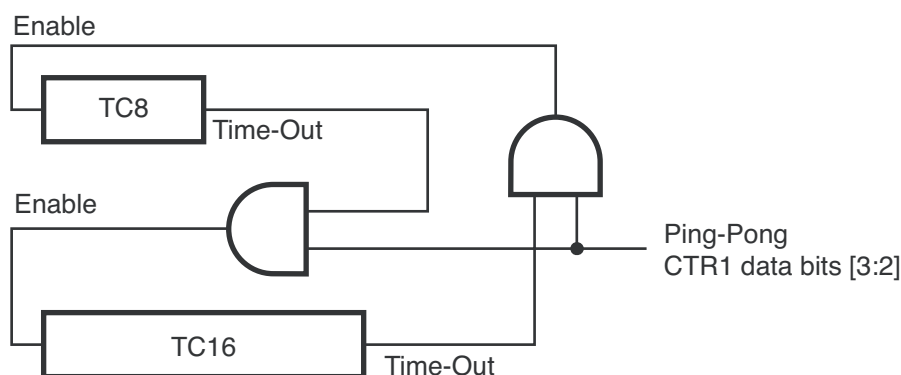 Enable
TC8
Time-Out
Enable
Ping-Pong
CTR1 data bits [3:2]
TC16
Time-Out